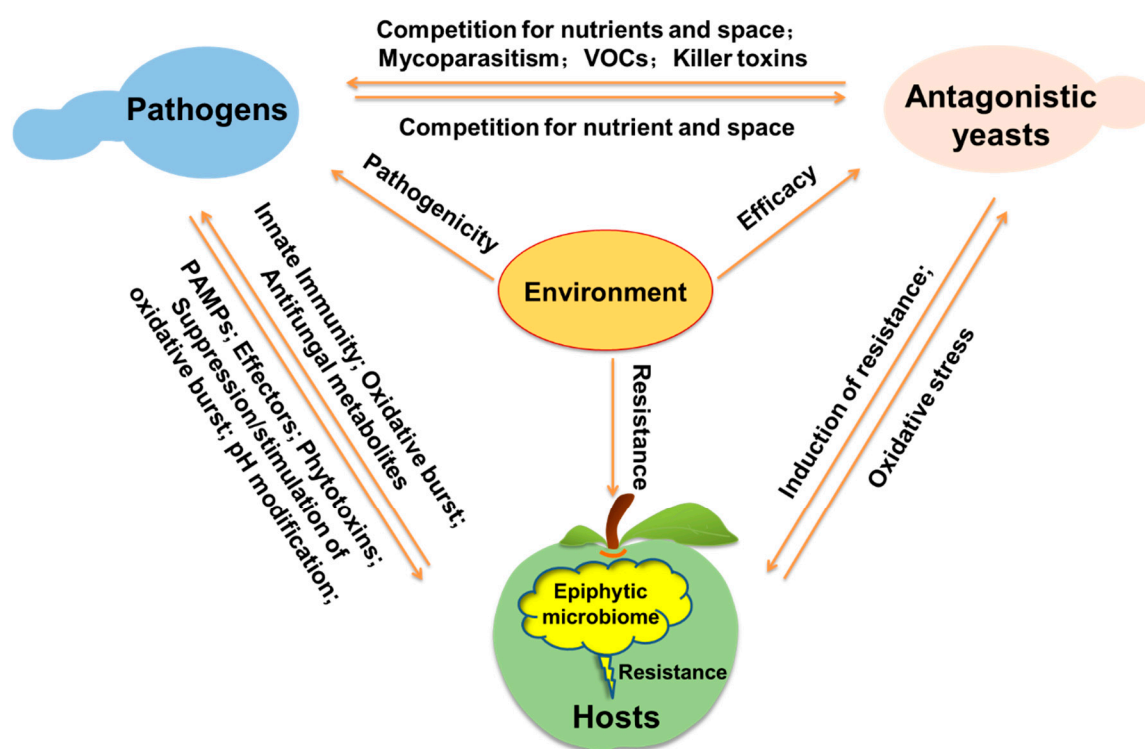 Competition for nutrients and space;
Mycoparasitism; VOCs; Killer toxins
Pathogens
Antagonistic
yeasts
Competition for nutrient and space
Pathogenicity
Efficacy
Environment
Innate Immunity; Oxidative burst;
Antifungal metabolites
PAMPs; Effectors; Phytotoxins;
Suppression/stimulation of
oxidative burst; pH modification;
Resistance
Induction of resistance;
Oxidative stress
Epiphytic
microbiome
Resistance
Hosts